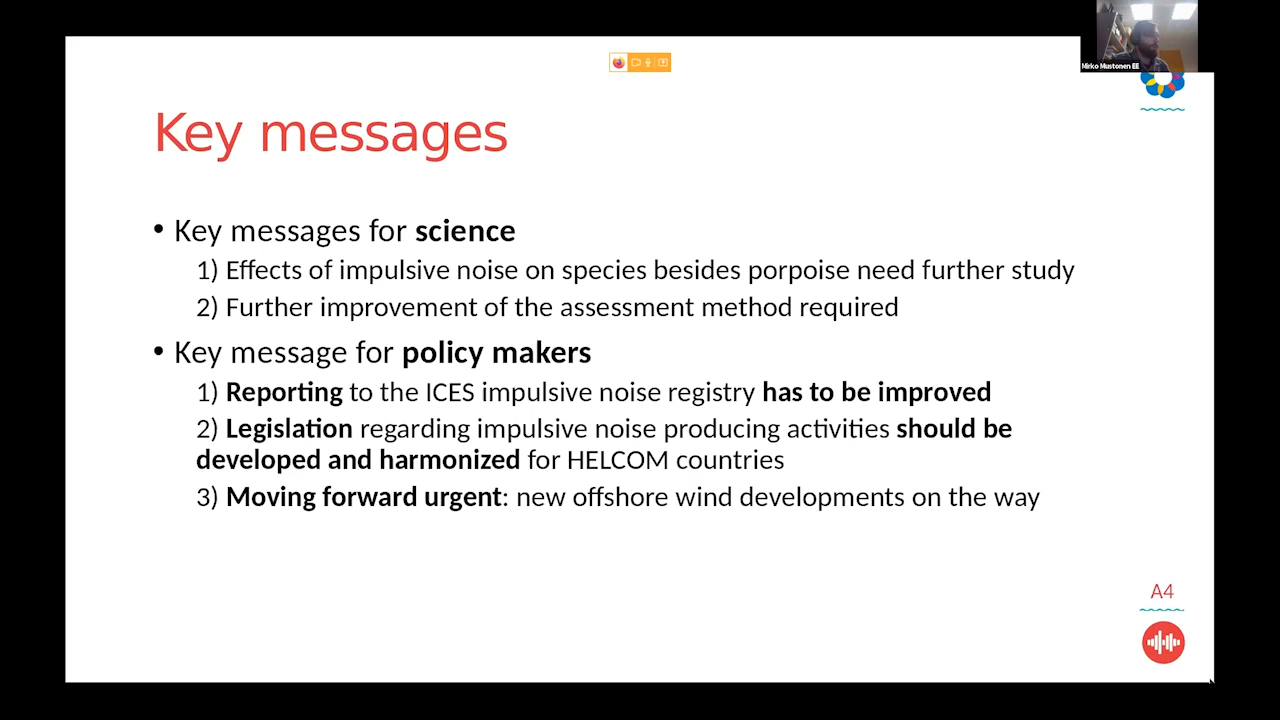 Mirko Mustonen EE
Key messages
• Key messages for science
1) Effects of impulsive noise on species besides porpoise need further study
2) Further improvement of the assessment method required
• Key message for policy makers
1) Reporting to the ICES impulsive noise registry has to be improved
2) Legislation regarding impulsive noise producing activities should be
developed and harmonized for HELCOM countries
3) Moving forward urgent: new offshore wind developments on the way
A4